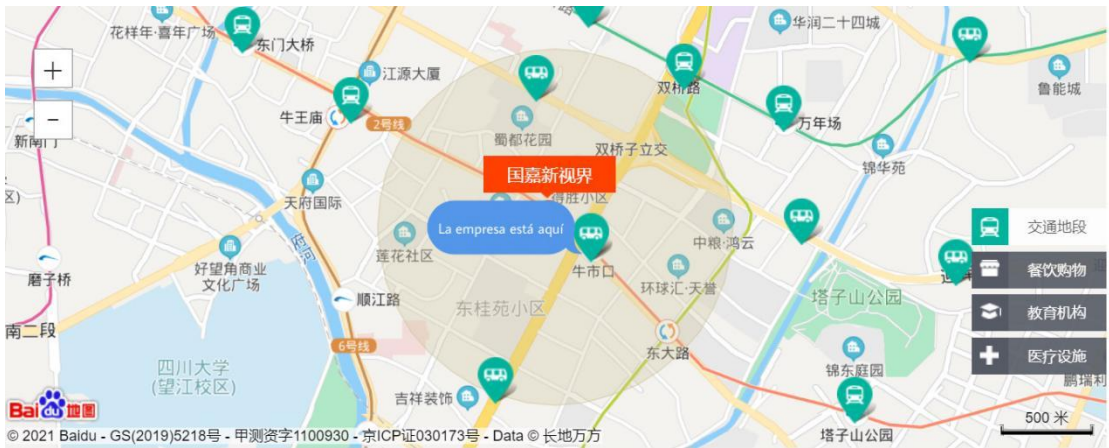 花样年·喜年广场
东门大桥
华润二十四城
江源大厦
双桥路
鲁能城
牛王庙
2号线
蜀都花园
万年场
新南门
双桥子立交
锦华苑
国嘉新视界
区)
天府国际
得胜小区
La empresa está aquí
交通地段
莲花社区
中粮·鸿云
磨子桥
好望角商业
文化广场
牛市口
餐饮购物
环球汇·天誉
顺江路
东桂苑小区
塔子山公园
教育机构
南二段
6号线
东大路
医疗设施
四川大学
(望江校区)
锦东庭园
鹏瑞利
吉祥装饰
Bai du 地图
500 米
© 2021 Baidu - GS(2019)5218号 - 甲测资字1100930 - 京ICP证030173号 - Data © 长地万方
塔子山公园